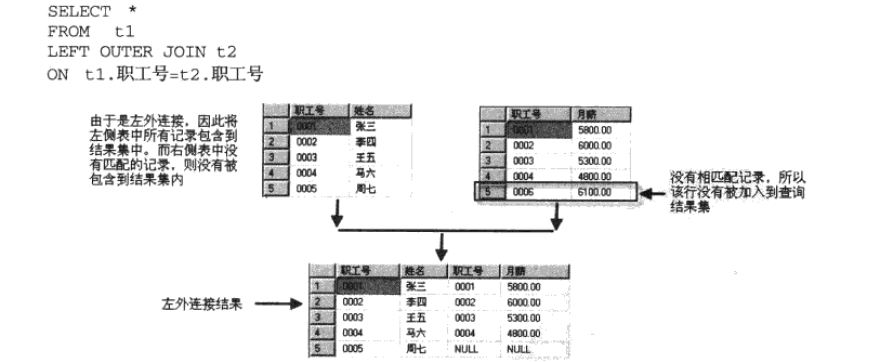 SELECT *
FROM t1
LEFT OUTER JOIN t2
ON t1.职工号=t2.职工号
由于是左外连接，因此将
左侧表中所有记录包含到
结果集中。而右侧表中没
有匹配的记录，则没有被
包含到结果集内
职工号 姓名
1 0001 张三
2 0002 李四
3 0003 王五
4 0004 马六
5 0005 周七
职工号 月薪
1 0001 5800.00
2 0002 6000.00
3 0003 5300.00
4 0004 4800.00
5 0006 6100.00
没有相匹配记录，所以
该行没有被加入到查询
结果集
左外连接结果
职工号 姓名 职工号 月薪
1 0001 张三 0001 5800.00
2 0002 李四 0002 6000.00
3 0003 王五 0003 5300.00
4 0004 马六 0004 4800.00
5 0005 周七 NULL NULL